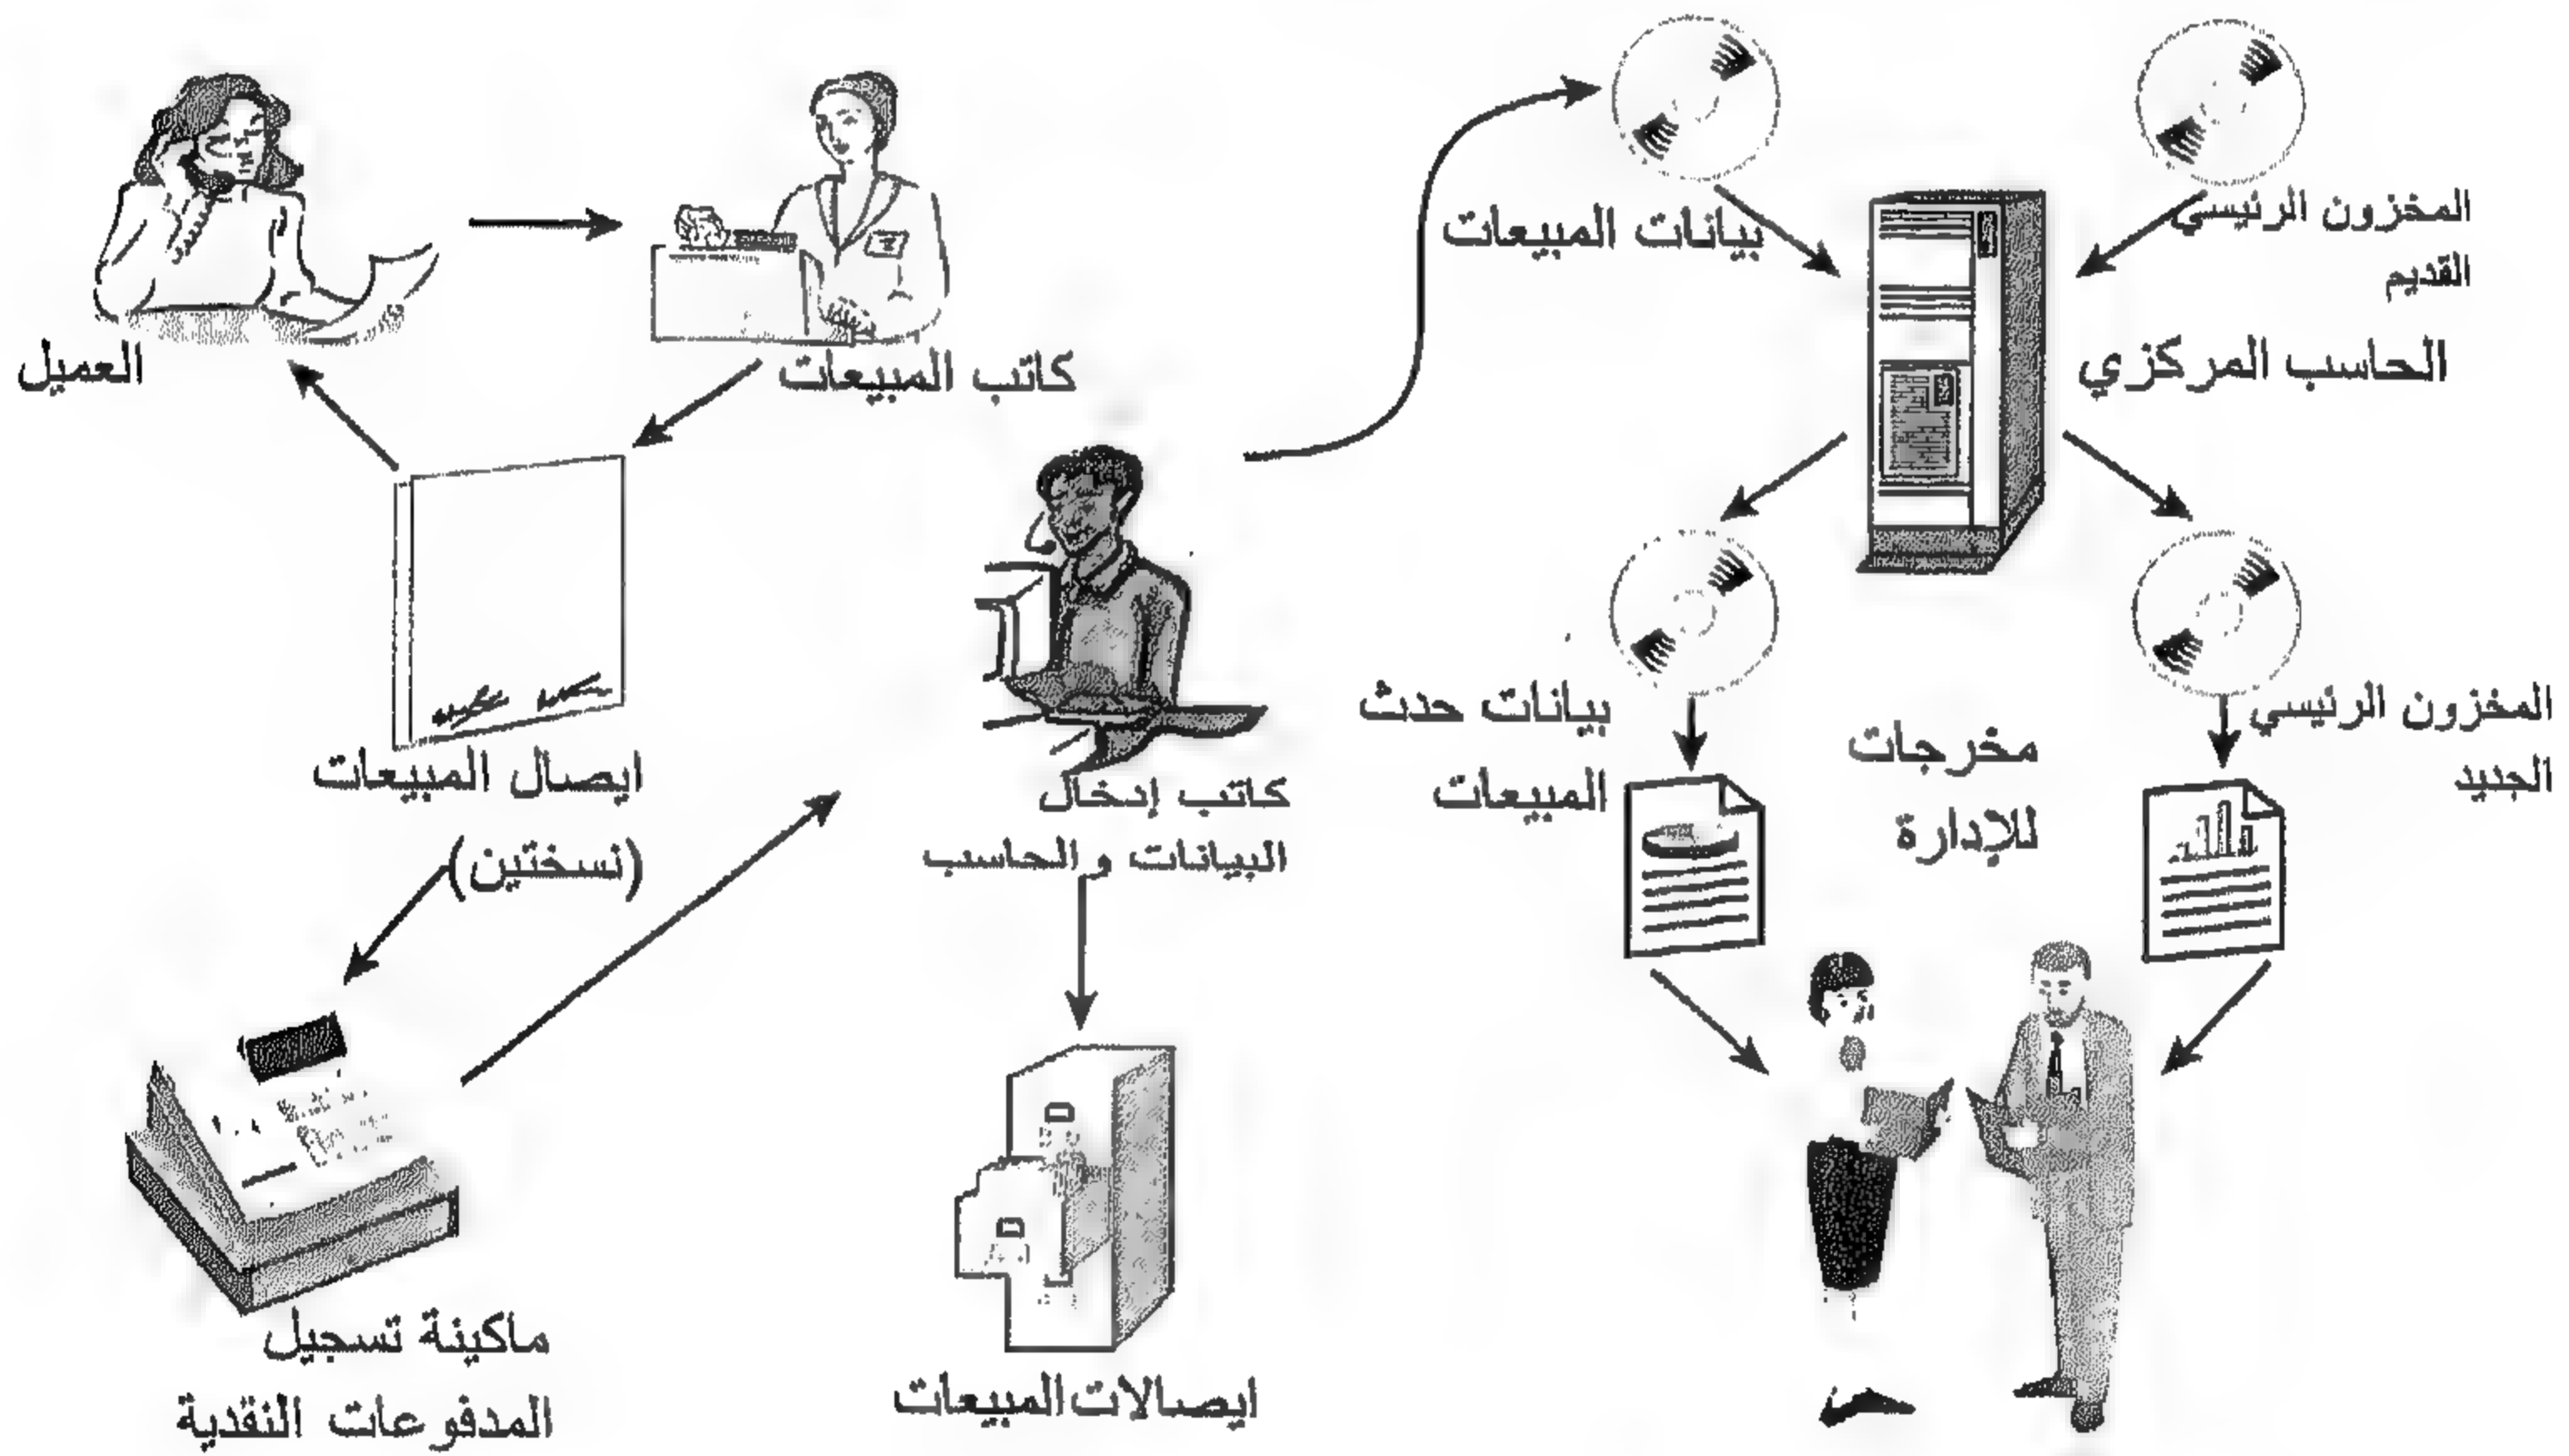 العميل
كاتب المبيعات
ايصال المبيعات
(نسختين)
ماكينة تسجيل
المدفوعات النقدية
كاتب إدخال
البيانات والحاسب
ايصالات المبيعات
بيانات المبيعات
المخزون الرئيسي
القديم
الحاسب المركزي
بيانات حدث
المبيعات
مخرجات
للإدارة
المخزون الرئيسي
الجديد